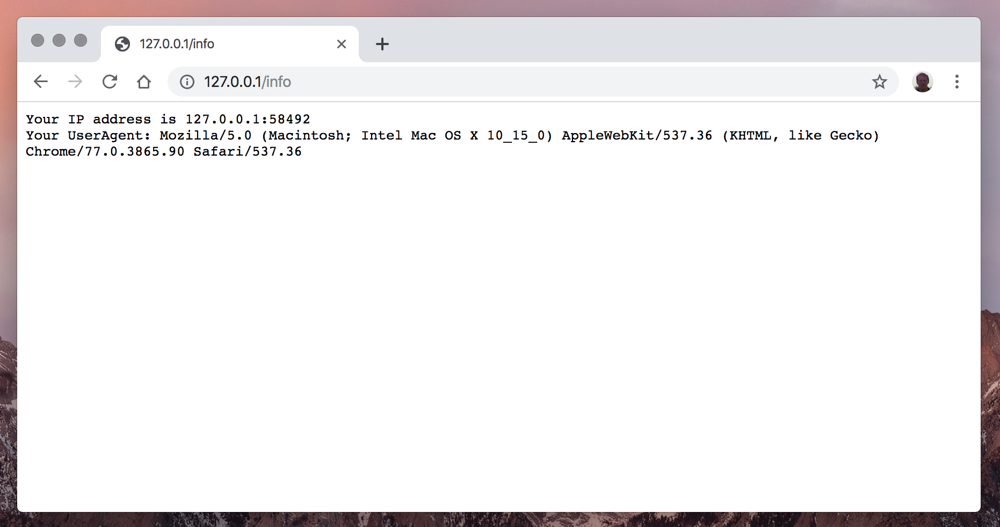 127.0.0.1/info
127.0.0.1/info
Your IP address is 127.0.0.1:58492
Your UserAgent: Mozilla/5.0 (Macintosh; Intel Mac OS X 10_15_0) AppleWebKit/537.36 (KHTML, like Gecko)
Chrome/77.0.3865.90 Safari/537.36